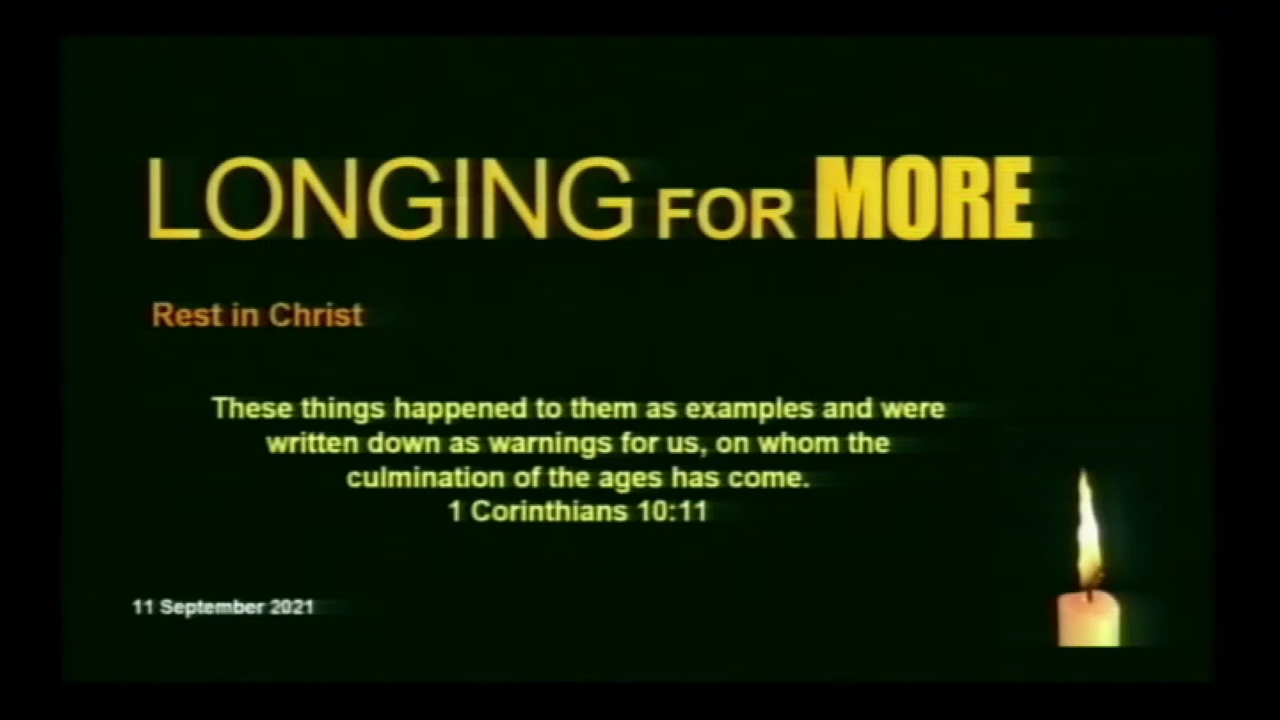 LONGING FOR MORE
Rest in Christ
These things happened to them as examples and were
written down as warnings for us, on whom the
culmination of the ages has come.
1 Corinthians 10:11
11 September 2021